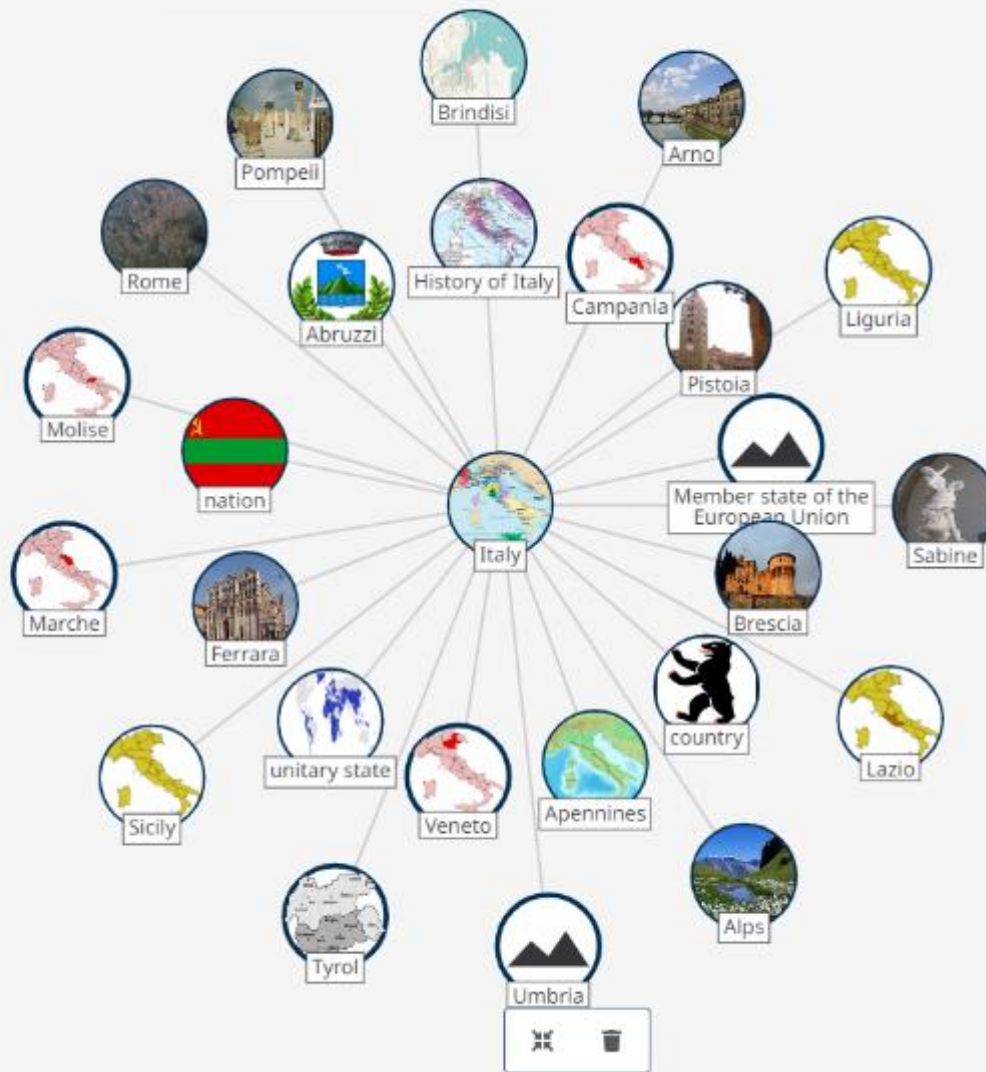 Brindisi
Arno
Pompeii
Rome
History of Italy
Campania
Liguria
Abruzzi
Pistoia
Molise
nation
Member state of the
European Union
Italy
Sabine
Marche
Ferrara
Brescia
country
unitary state
Lazio
Sicily
Veneto
Apennines
Alps
Tyrol
Umbria